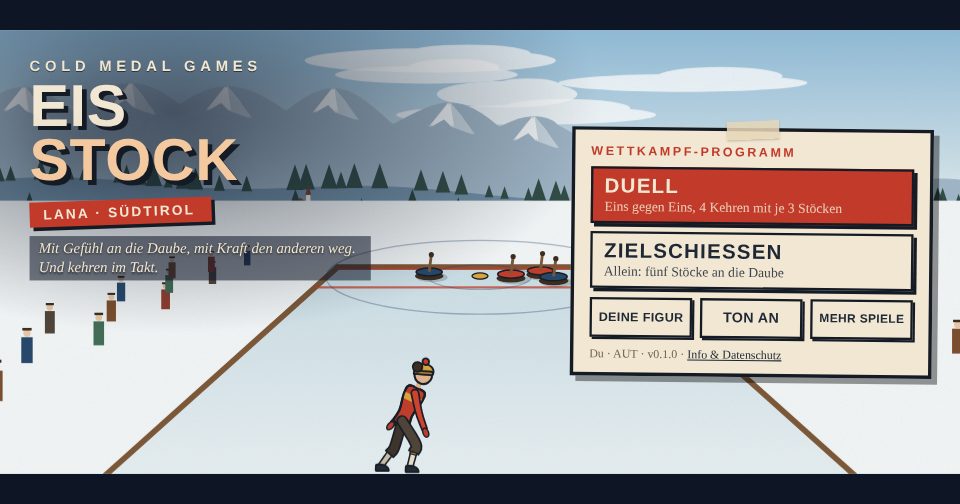 COLD MEDAL GAMES
EIS
STOCK
LANA · SÜDTIROL
Mit Gefühl an die Daube, mit Kraft den anderen weg.
Und kehren im Takt.
WETTKAMPF-PROGRAMM
DUELL
Eins gegen Eins, 4 Kehren mit je 3 Stöcken
ZIELSCHIESSEN
Allein: fünf Stöcke an die Daube
DEINE FIGUR
TON AN
MEHR SPIELE
Du · AUT · v0.1.0 · Info & Datenschutz